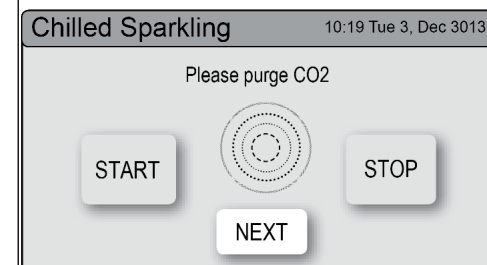 Chilled Sparkling 10:19 Tue 3, Dec 3013
Please purge CO2
START STOP
NEXT